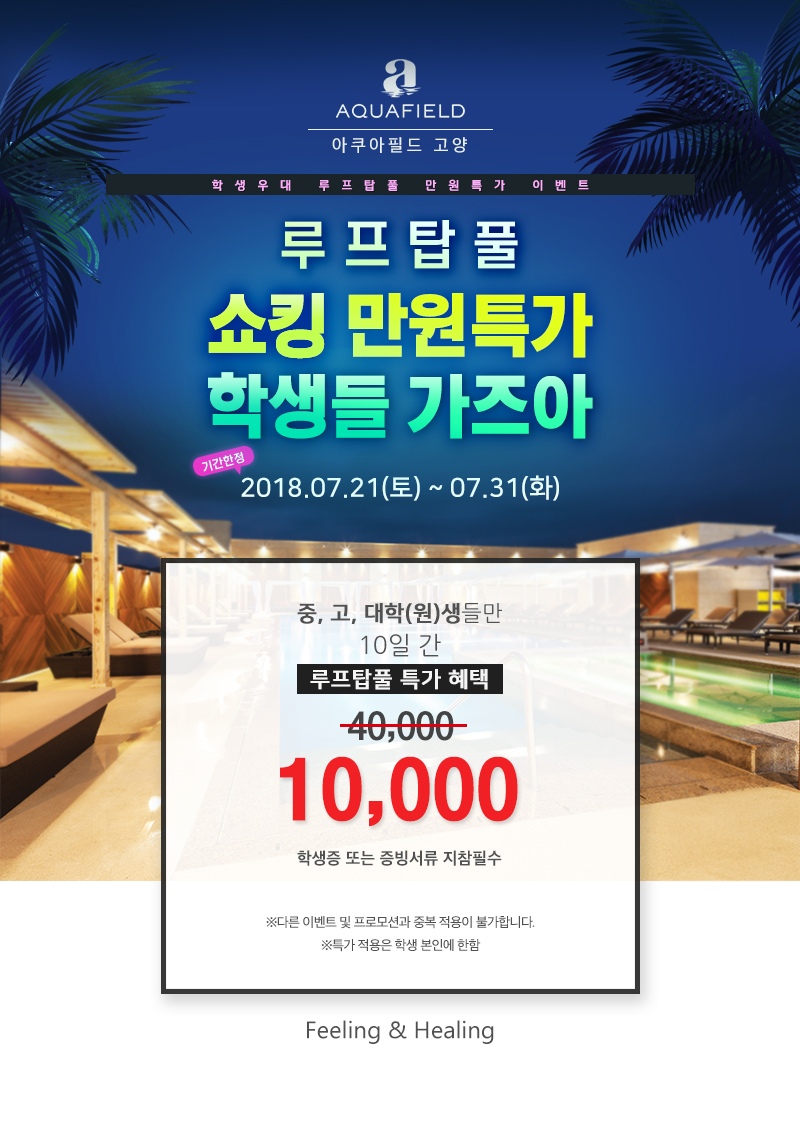 a
AQUAFIELD
아쿠아필드 고양
학생우대 루프탑풀 만원특가 이벤트
루프탑풀
쇼킹 만원특가
학생들 가즈아
기간한정
2018.07.21(토) ~ 07.31(화)
중, 고, 대학(원)생들만
10일 간
루프탑풀 특가 혜택
40,000
10,000
학생증 또는 증빙서류 지참필수
※다른 이벤트 및 프로모션과 중복 적용이 불가합니다.
※특가 적용은 학생 본인에 한함
Feeling & Healing